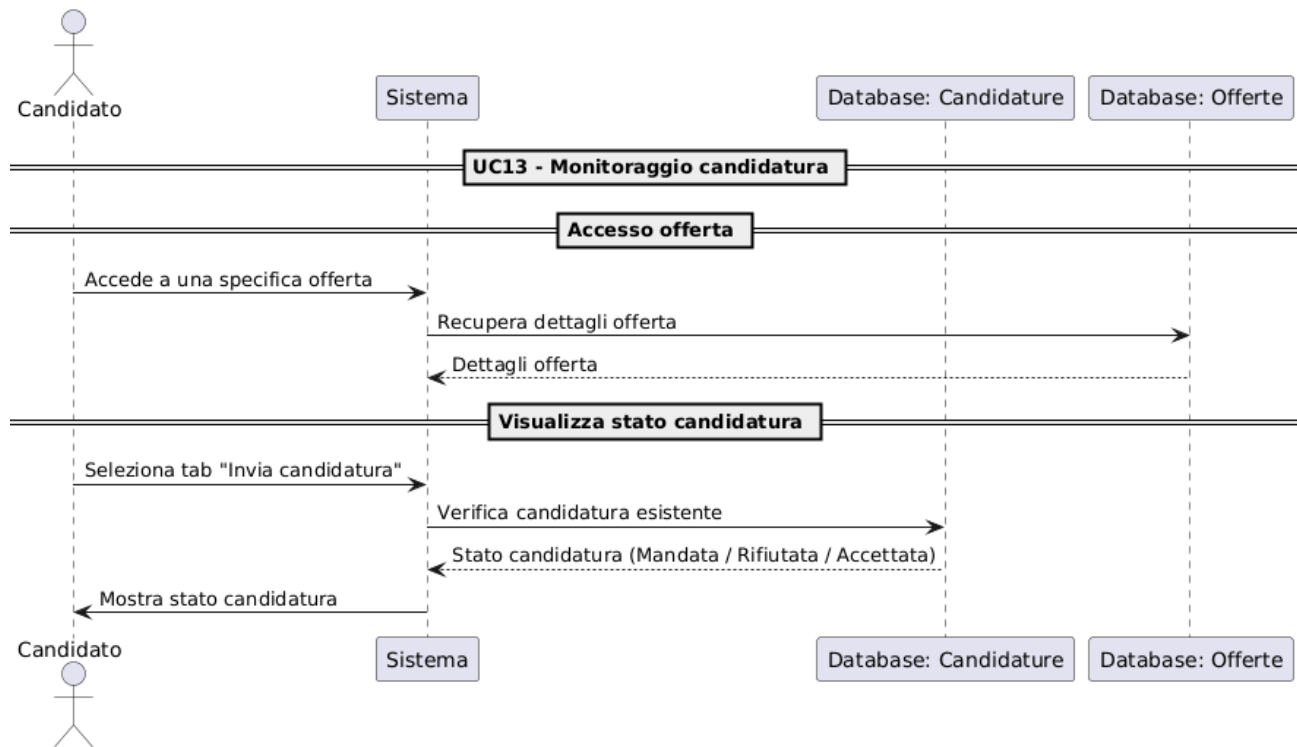 Candidato
Sistema
Database: Candidature
Database: Offerte
UC13 - Monitoraggio candidatura
Accesso offerta
Accede a una specifica offerta
Recupera dettagli offerta
Dettagli offerta
Visualizza stato candidatura
Seleziona tab "Invia candidatura"
Verifica candidatura esistente
Stato candidatura (Mandata / Rifiutata / Accettata)
Mostra stato candidatura
Candidato
Sistema
Database: Candidature
Database: Offerte